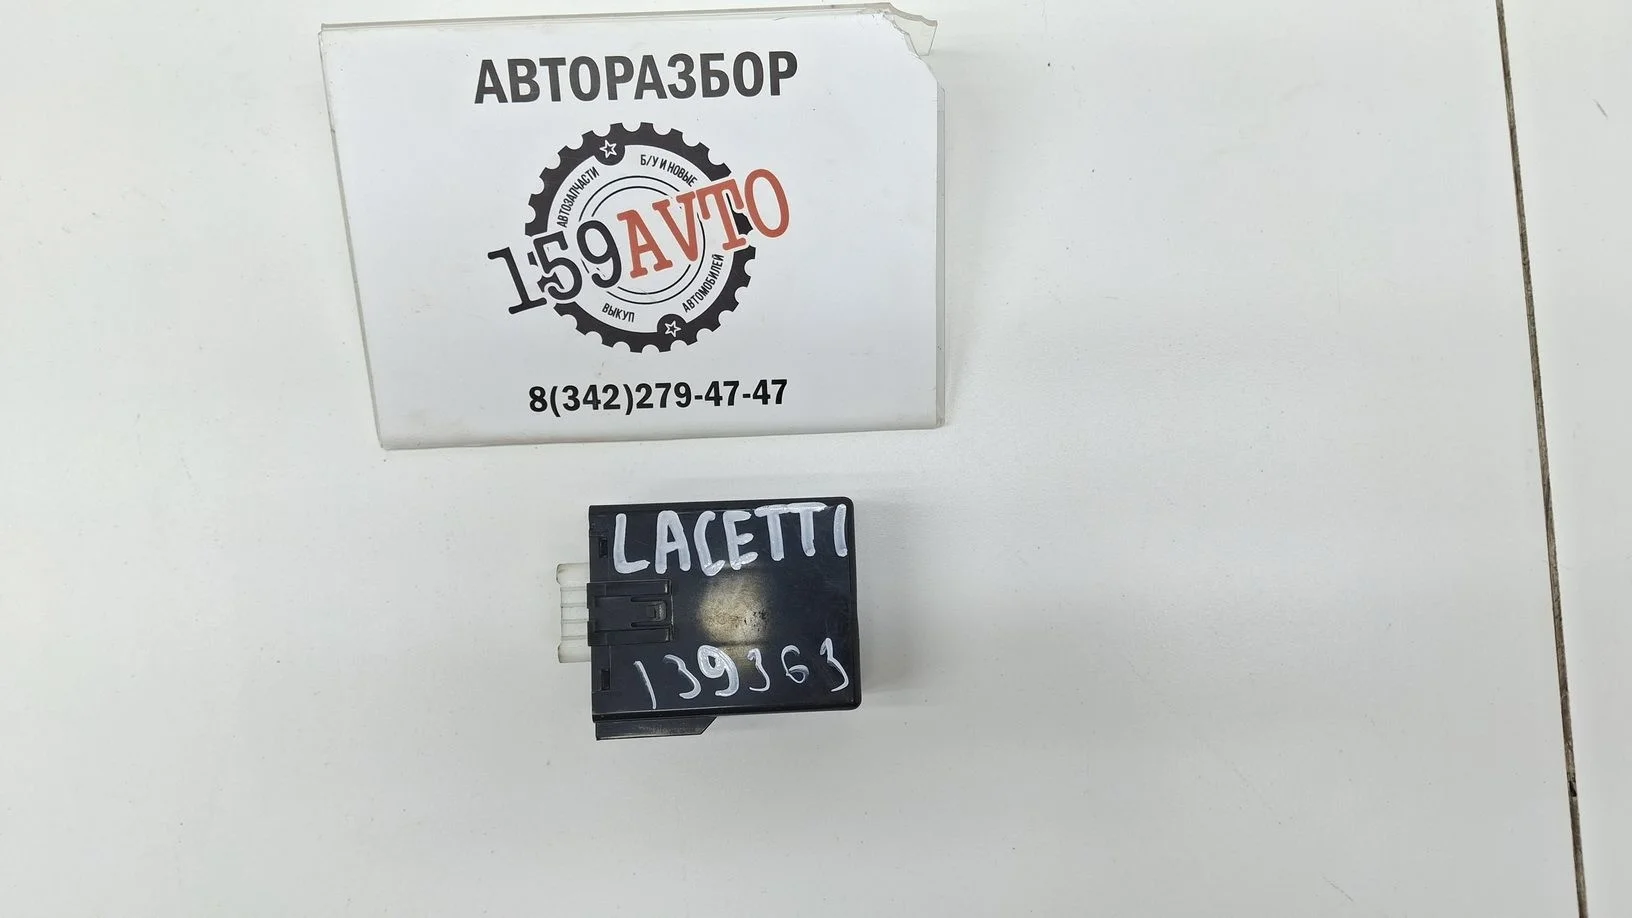 АВТОРАЗБОР
АВТОЗАПЧАСТИ
Б/У И НОВЫЕ
159AVTO
ВЫКУП
АВТОМОБИЛЕЙ
8(342)279-47-47
LACETTI
139363